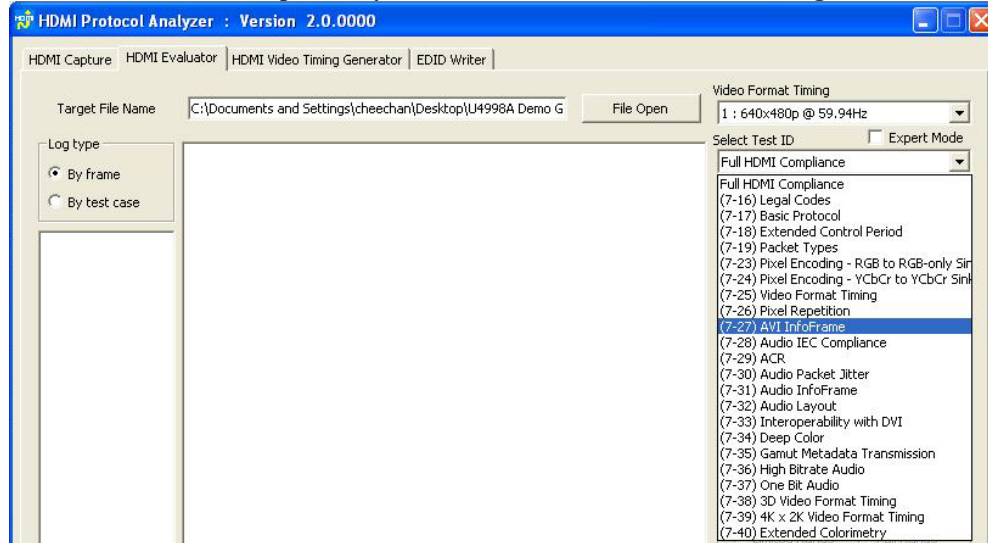 HDMI Protocol Analyzer : Version 2.0.0000
HDMI Capture HDMI Evaluator HDMI Video Timing Generator EDID Writer
Target File Name C:\Documents and Settings\cheechan\Desktop\U4998A Demo G File Open
Video Format Timing
1 : 640x480p @ 59.94Hz
Select Test ID Expert Mode
Full HDMI Compliance
Log type
By frame
By test case
Full HDMI Compliance
(7-16) Legal Codes
(7-17) Basic Protocol
(7-18) Extended Control Period
(7-19) Packet Types
(7-23) Pixel Encoding - RGB to RGB-only Sin
(7-24) Pixel Encoding - YCbCr to YCbCr Sink
(7-25) Video Format Timing
(7-26) Pixel Repetition
(7-27) AVI InfoFrame
(7-28) Audio IEC Compliance
(7-29) ACR
(7-30) Audio Packet Jitter
(7-31) Audio InfoFrame
(7-32) Audio Layout
(7-33) Interoperability with DVI
(7-34) Deep Color
(7-35) Gamut Metadata Transmission
(7-36) High Bitrate Audio
(7-37) One Bit Audio
(7-38) 3D Video Format Timing
(7-39) 4K x 2K Video Format Timing
(7-40) Extended Colorimetry